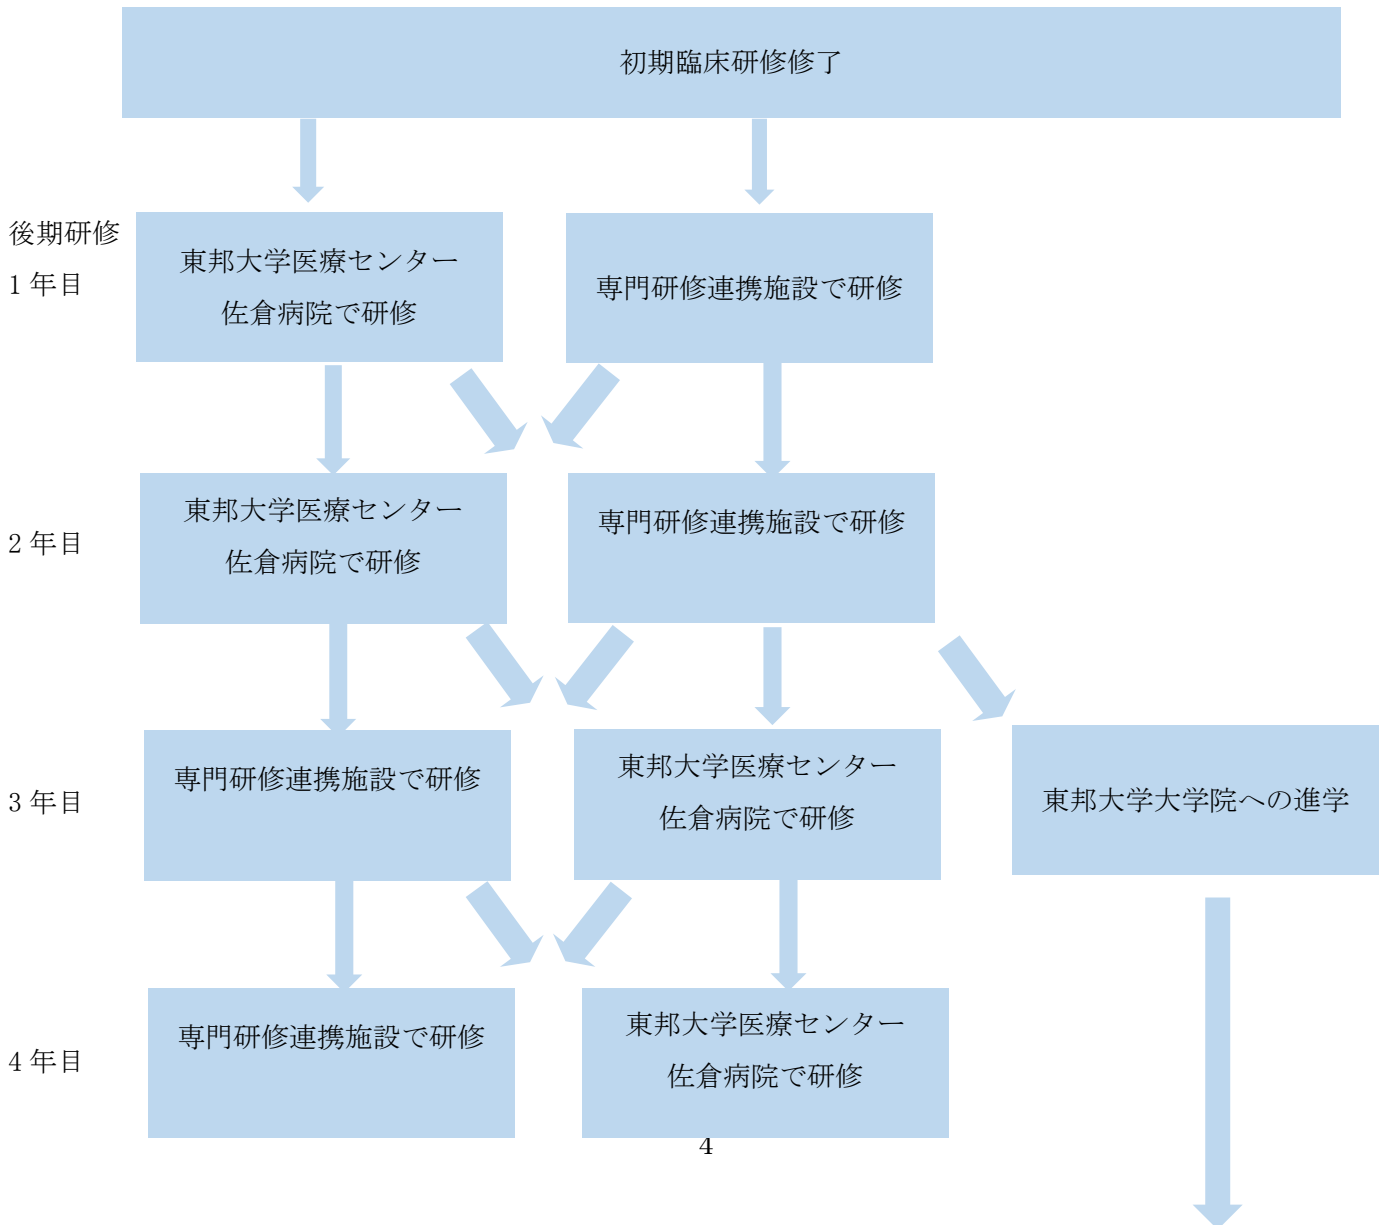 初期臨床研修修了
後期研修
1 年目
東邦大学医療センター
佐倉病院で研修
専門研修連携施設で研修
2 年目
東邦大学医療センター
佐倉病院で研修
専門研修連携施設で研修
3 年目
専門研修連携施設で研修
東邦大学医療センター
佐倉病院で研修
東邦大学大学院への進学
4 年目
専門研修連携施設で研修
東邦大学医療センター
佐倉病院で研修
4